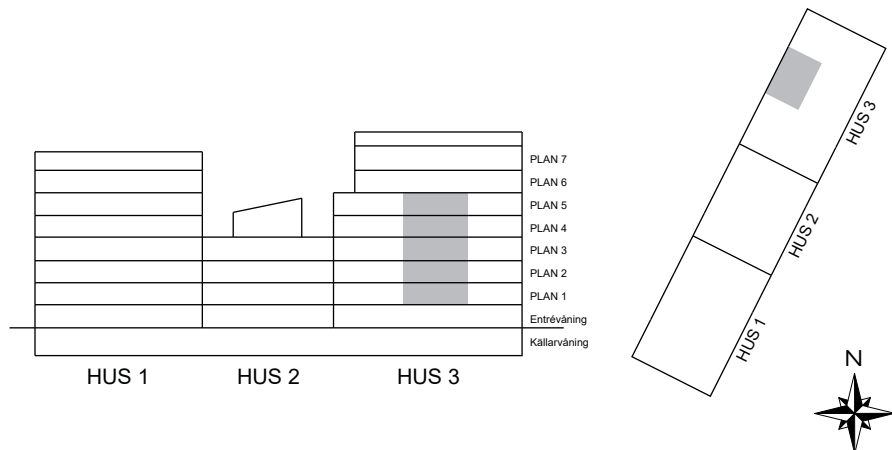 PLAN 7
PLAN 6
PLAN 5
PLAN 4
PLAN 3
PLAN 2
PLAN 1
Entrévåning
Källarvåning
HUS 1
HUS 2
HUS 3
HUS 3
HUS 2
HUS 1
N